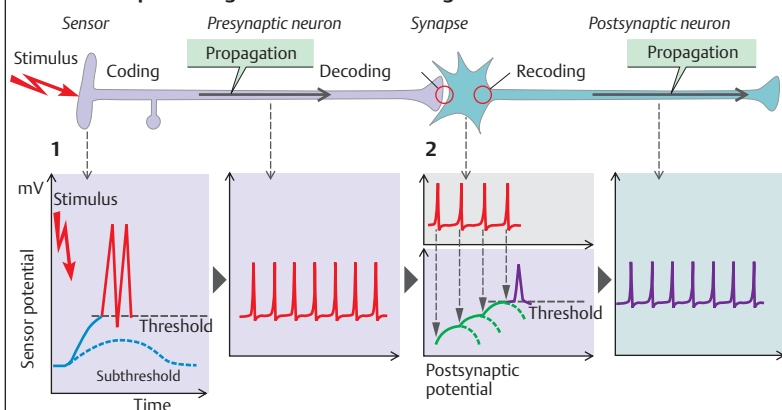 Sensor
Presynaptic neuron
Synapse
Postsynaptic neuron
Stimulus
Coding
Propagation
Decoding
Recoding
Propagation
1
2
mV
Stimulus
Sensor potential
Threshold
Subthreshold
Time
Threshold
Postsynaptic
potential